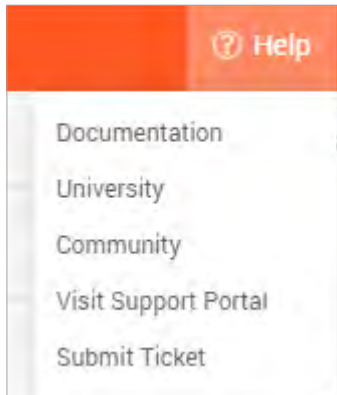 Help
Documentation
University
Community
Visit Support Portal
Submit Ticket